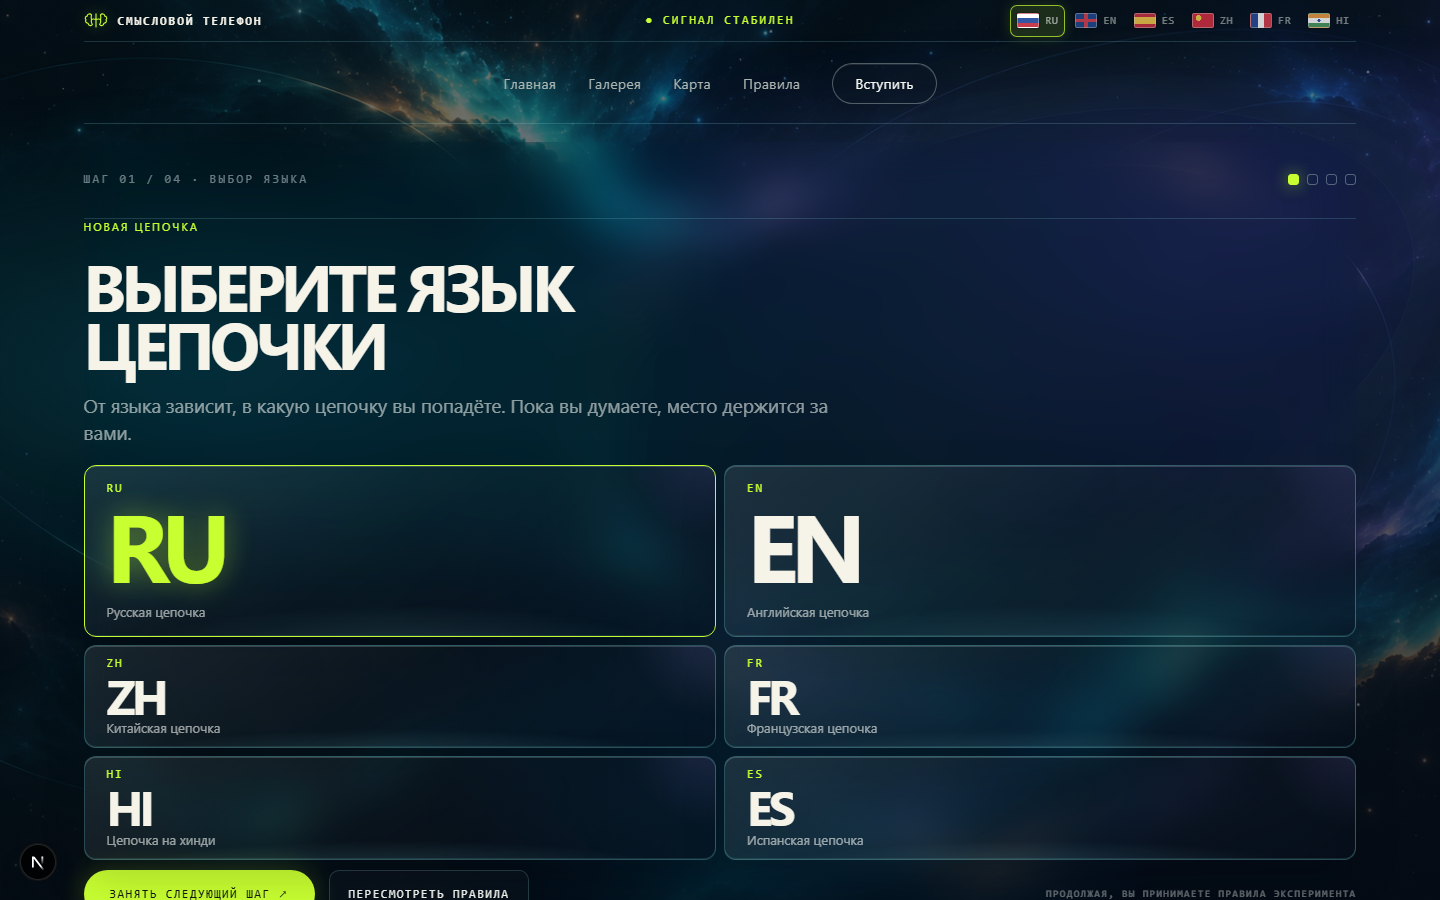 СМЫСЛОВОЙ ТЕЛЕФОН
СИГНАЛ СТАБИЛЕН
RU EN ES ZH FR HI
Главная Галерея Карта Правила Вступить
ШАГ 01 / 04 · ВЫБОР ЯЗЫКА
НОВАЯ ЦЕПОЧКА
ВЫБЕРИТЕ ЯЗЫК
ЦЕПОЧКИ
От языка зависит, в какую цепочку вы попадёте. Пока вы думаете, место держится за
вами.
RU
RU
Русская цепочка
EN
EN
Английская цепочка
ZH
ZH
Китайская цепочка
FR
FR
Французская цепочка
HI
HI
Цепочка на хинди
ES
ES
Испанская цепочка
N
ЗАНЯТЬ СЛЕДУЮЩИЙ ШАГ ↗
ПЕРЕСМОТРЕТЬ ПРАВИЛА
ПРОДОЛЖАЯ, ВЫ ПРИНИМАЕТЕ ПРАВИЛА ЭКСПЕРИМЕНТА